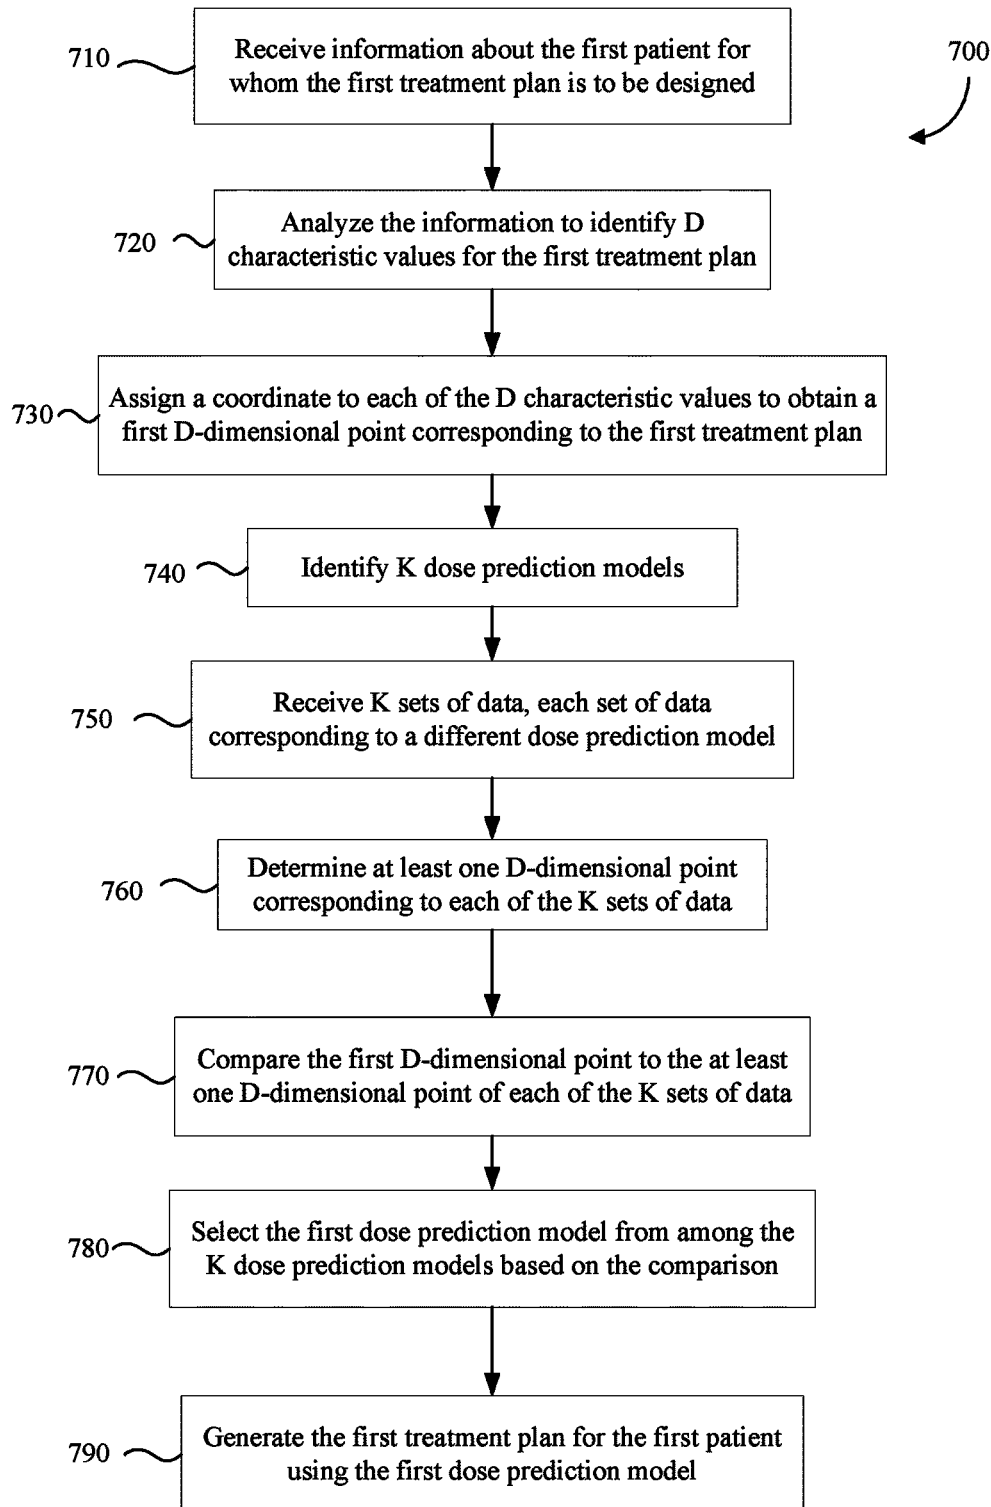 710
Receive information about the first patient for
whom the first treatment plan is to be designed
700
720
Analyze the information to identify D
characteristic values for the first treatment plan
730
Assign a coordinate to each of the D characteristic values to obtain a
first D-dimensional point corresponding to the first treatment plan
740
Identify K dose prediction models
750
Receive K sets of data, each set of data
corresponding to a different dose prediction model
760
Determine at least one D-dimensional point
corresponding to each of the K sets of data
770
Compare the first D-dimensional point to the at least
one D-dimensional point of each of the K sets of data
780
Select the first dose prediction model from among the
K dose prediction models based on the comparison
790
Generate the first treatment plan for the first patient
using the first dose prediction model